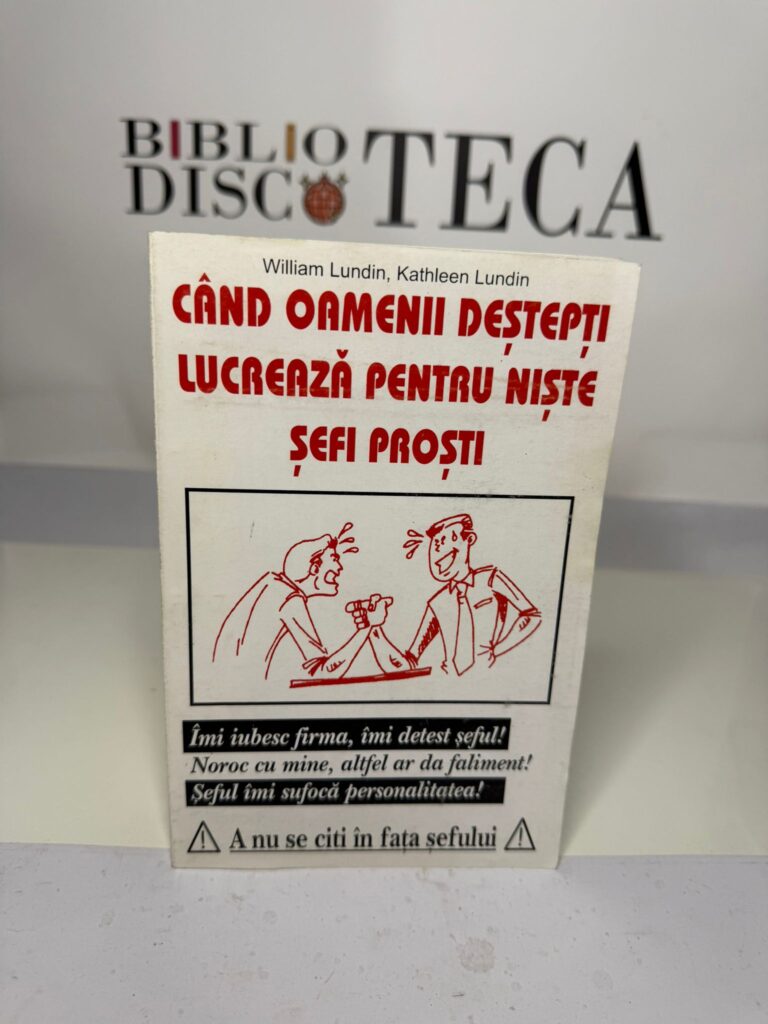 BIBLIO TECA
DISCO
William Lundin, Kathleen Lundin
CÂND OAMENII DEȘTEPȚI
LUCREAZĂ PENTRU NIȘTE
ȘEFI PROȘTI
Îmi iubesc firma, îmi detest șeful!
Noroc cu mine, altfel ar da faliment!
Șeful îmi sufocă personalitatea!
A nu se citi în fața șefului